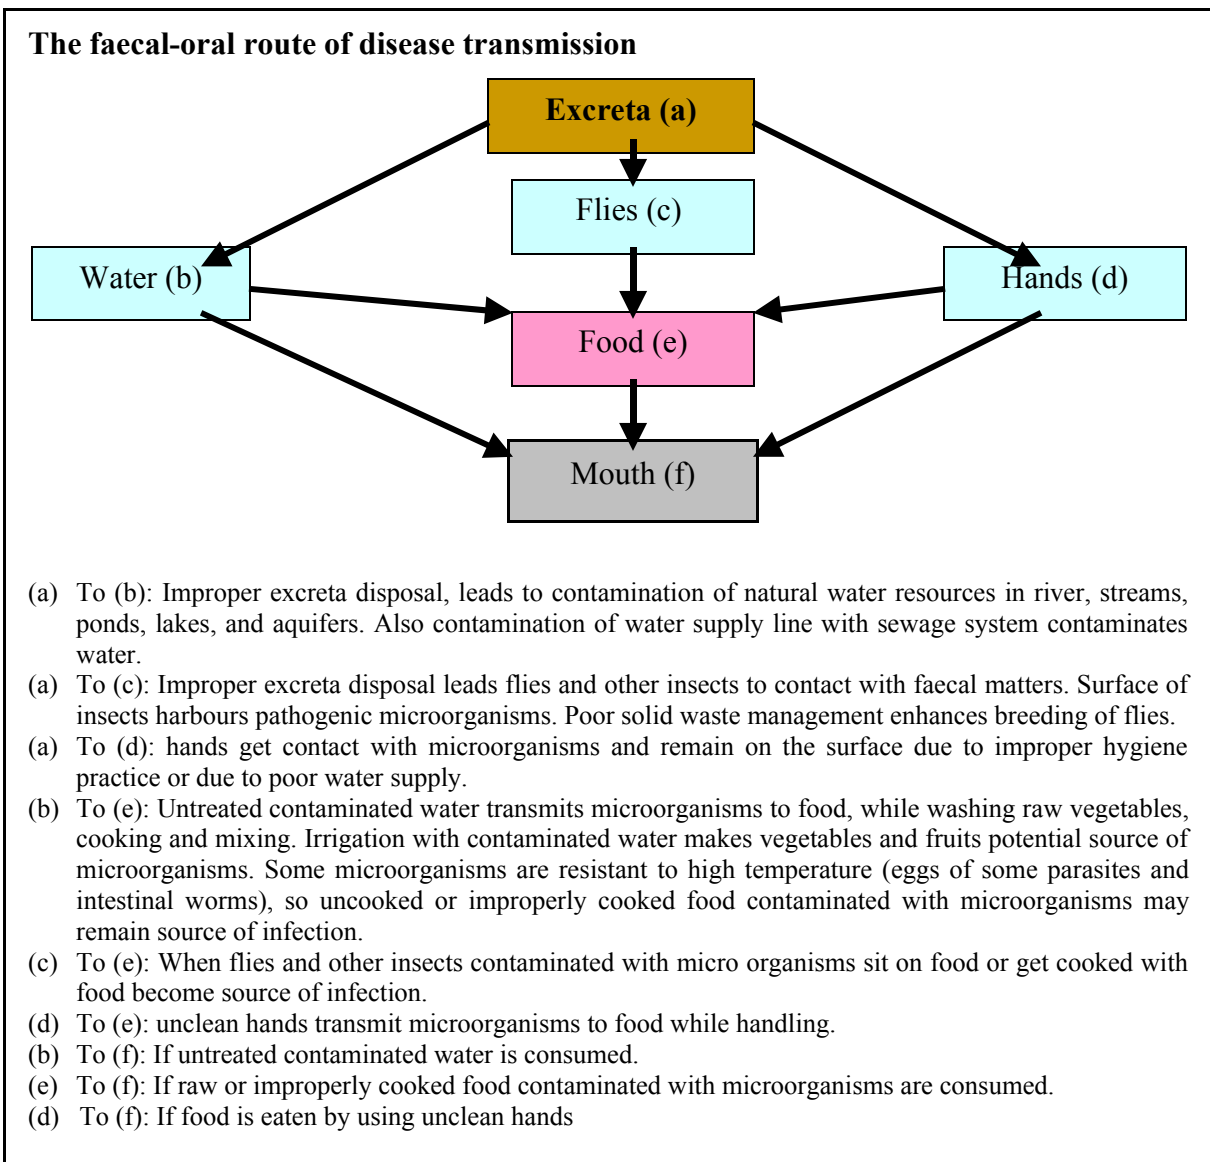 The faecal-oral route of disease transmission
Excreta (a)
Flies (c)
Water (b)
Hands (d)
Food (e)
Mouth (f)
(a) To (b): Improper excreta disposal, leads to contamination of natural water resources in river, streams,
ponds, lakes, and aquifers. Also contamination of water supply line with sewage system contaminates
water.
(a) To (c): Improper excreta disposal leads flies and other insects to contact with faecal matters. Surface of
insects harbours pathogenic microorganisms. Poor solid waste management enhances breeding of flies.
(a) To (d): hands get contact with microorganisms and remain on the surface due to improper hygiene
practice or due to poor water supply.
(b) To (e): Untreated contaminated water transmits microorganisms to food, while washing raw vegetables,
cooking and mixing. Irrigation with contaminated water makes vegetables and fruits potential source of
microorganisms. Some microorganisms are resistant to high temperature (eggs of some parasites and
intestinal worms), so uncooked or improperly cooked food contaminated with microorganisms may
remain source of infection.
(c) To (e): When flies and other insects contaminated with micro organisms sit on food or get cooked with
food become source of infection.
(d) To (e): unclean hands transmit microorganisms to food while handling.
(b) To (f): If untreated contaminated water is consumed.
(e) To (f): If raw or improperly cooked food contaminated with microorganisms are consumed.
(d) To (f): If food is eaten by using unclean hands